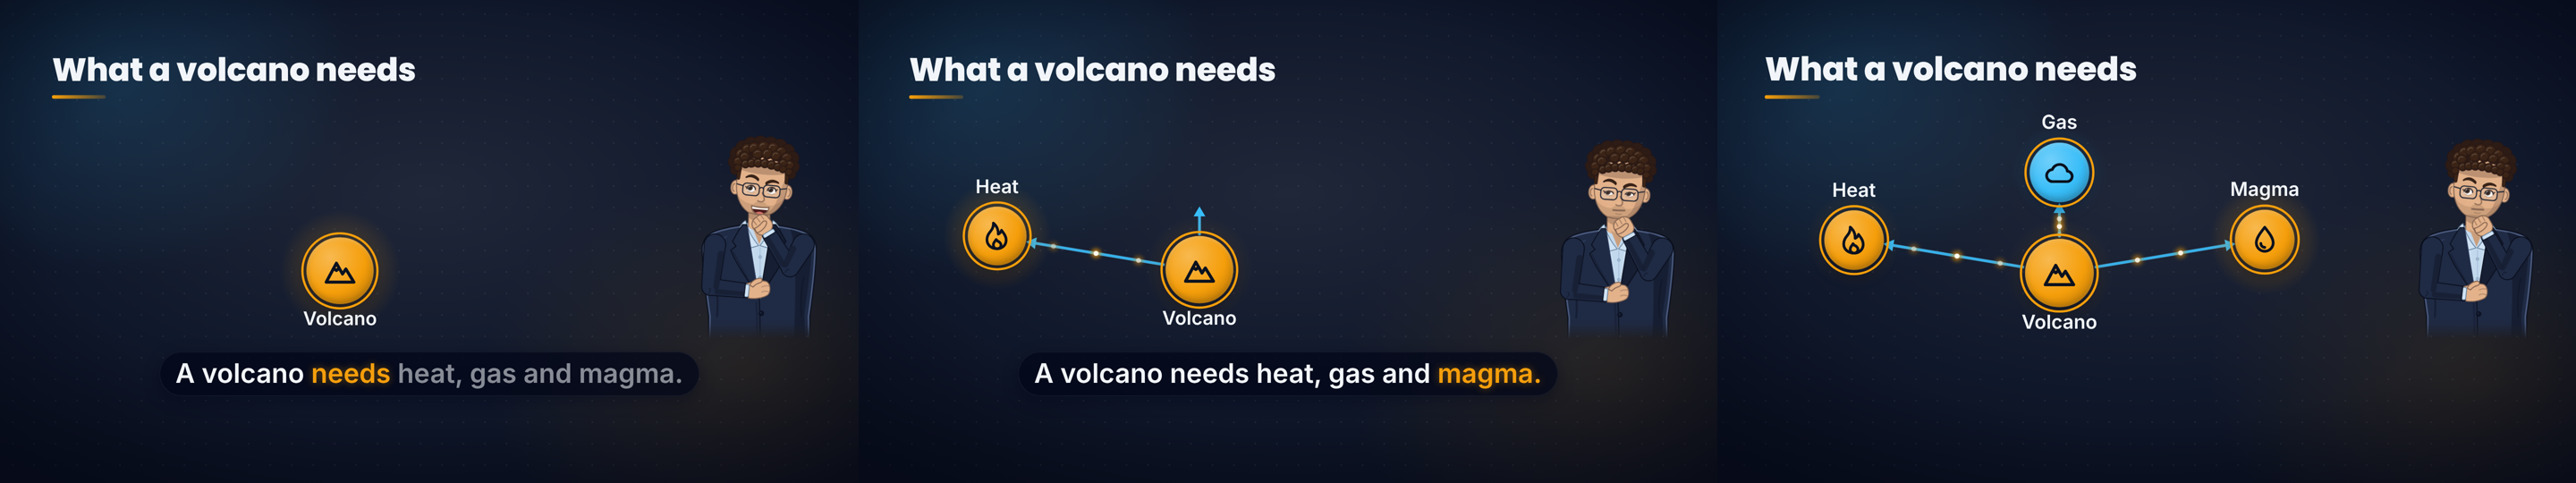 What a volcano needs
Volcano
A volcano needs heat, gas and magma.
What a volcano needs
Heat
Volcano
A volcano needs heat, gas and magma.
What a volcano needs
Gas
Heat
Magma
Volcano